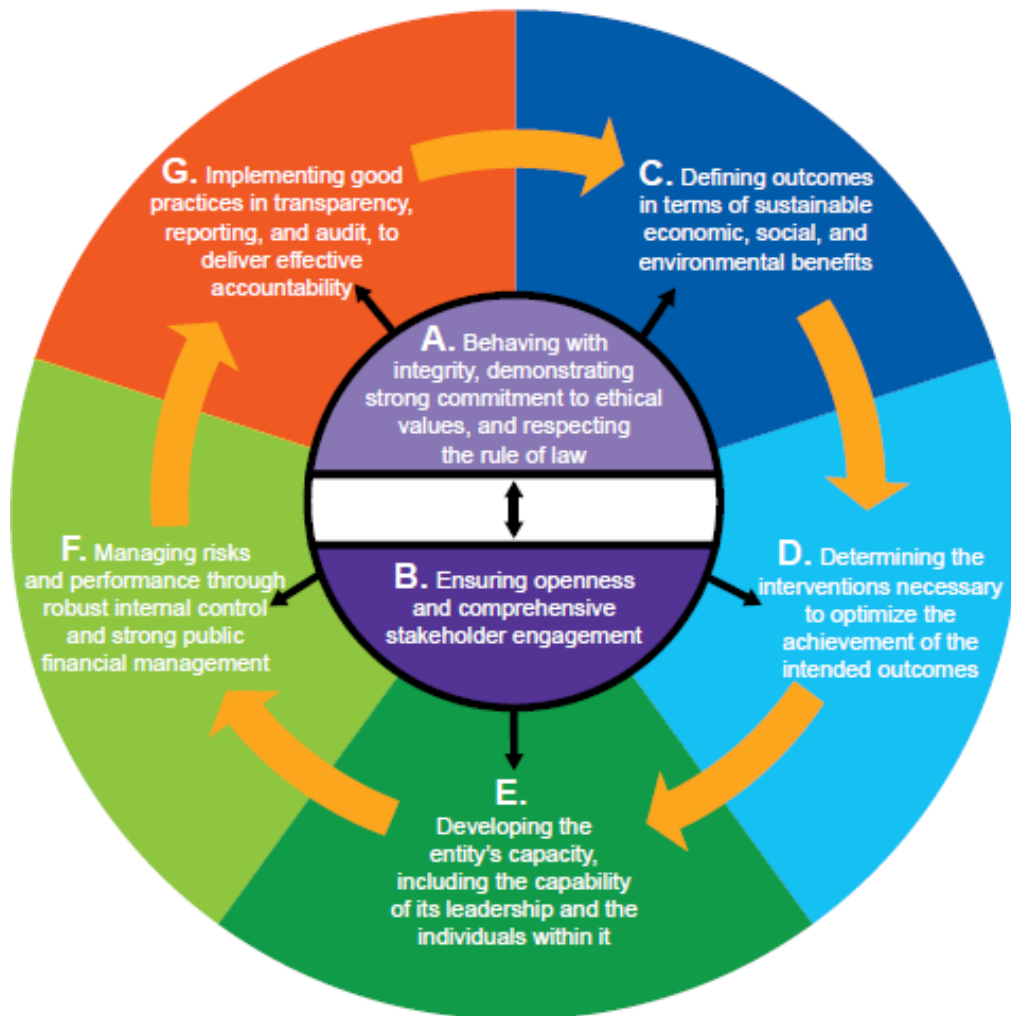 A. Behaving with
integrity, demonstrating
strong commitment to ethical
values, and respecting
the rule of law
B. Ensuring openness
and comprehensive
stakeholder engagement
C. Defining outcomes
in terms of sustainable
economic, social, and
environmental benefits
D. Determining the
interventions necessary
to optimize the
achievement of the
intended outcomes
E.
Developing the
entity's capacity,
including the capability
of its leadership and the
individuals within it
F. Managing risks
and performance through
robust internal control
and strong public
financial management
G. Implementing good
practices in transparency,
reporting, and audit, to
deliver effective
accountability